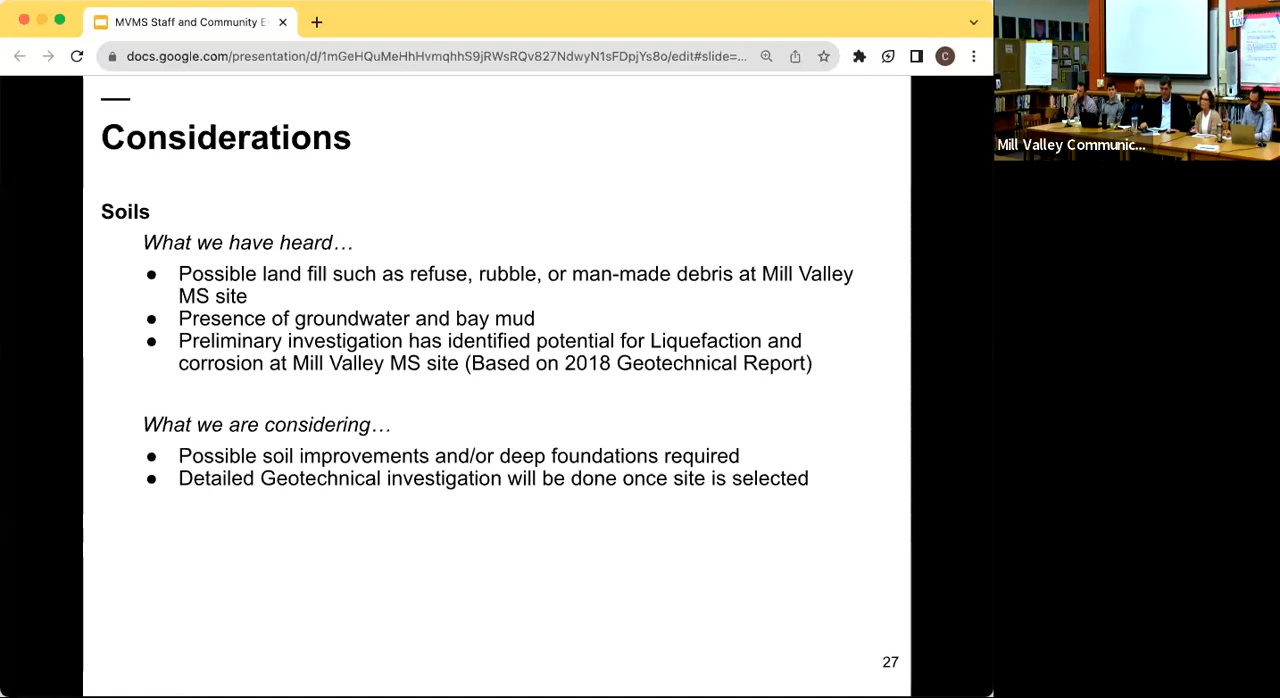 MVMS Staff and Community E
docs.google.com/presentation/d/1mGeHQuMeHhHvmqhhS9jRWsRQv827NdwyN1sFDpjYs8o/edit#slide=...
C
Considerations
Soils
What we have heard…
● Possible land fill such as refuse, rubble, or man-made debris at Mill Valley
MS site
● Presence of groundwater and bay mud
● Preliminary investigation has identified potential for Liquefaction and
corrosion at Mill Valley MS site (Based on 2018 Geotechnical Report)
What we are considering…
● Possible soil improvements and/or deep foundations required
● Detailed Geotechnical investigation will be done once site is selected
27
Mill Valley Communic...